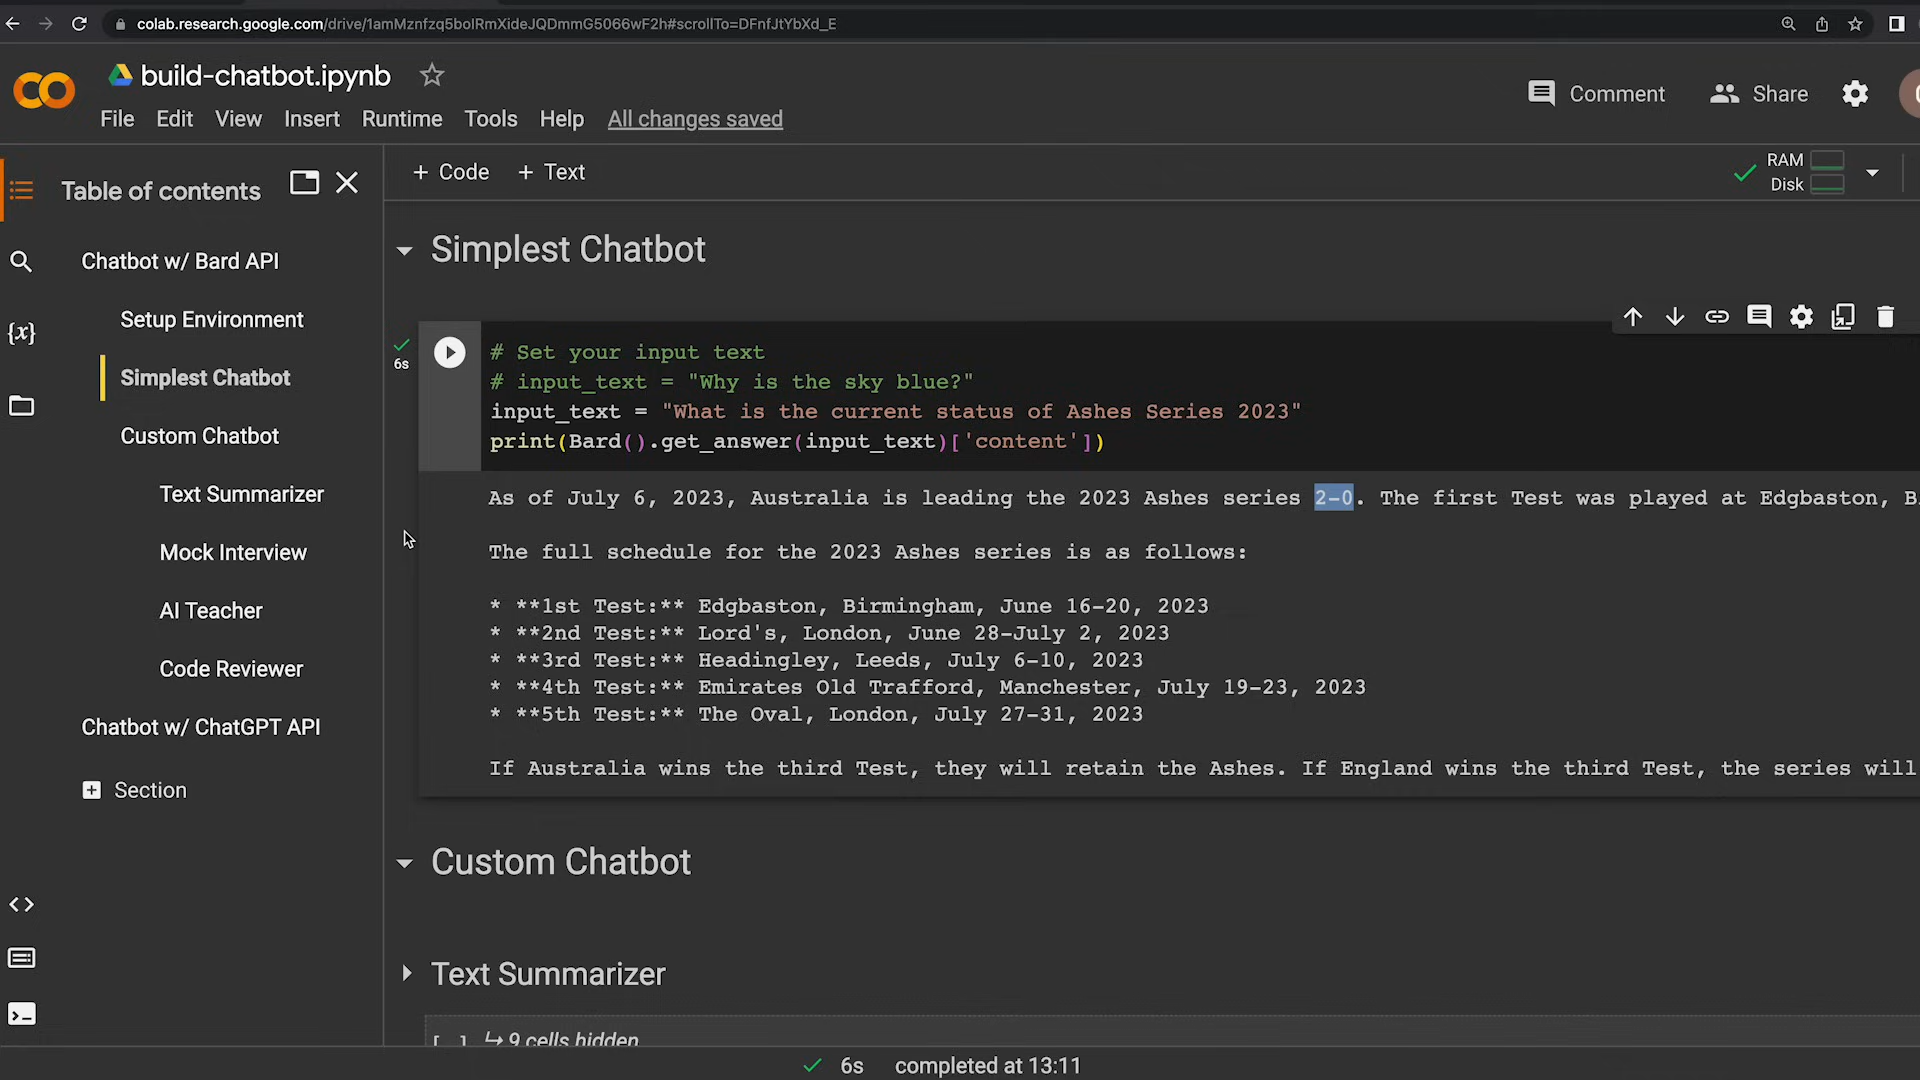 colab.research.google.com/drive/1amMznfzq5bolRmXideJQDmmG5066wF2h#scrollTo=DFnfJtYbXd_E
build-chatbot.ipynb
Comment
Share
File Edit View Insert Runtime Tools Help All changes saved
Table of contents
+ Code + Text
RAM
Disk
Chatbot w/ Bard API
Setup Environment
Simplest Chatbot
Custom Chatbot
Text Summarizer
Mock Interview
AI Teacher
Code Reviewer
Chatbot w/ ChatGPT API
Section
{x}
Simplest Chatbot
6s
# Set your input text
# input_text = "Why is the sky blue?"
input_text = "What is the current status of Ashes Series 2023"
print(Bard().get_answer(input_text)['content'])
As of July 6, 2023, Australia is leading the 2023 Ashes series 2-0. The first Test was played at Edgbaston, B
The full schedule for the 2023 Ashes series is as follows:
* **1st Test:** Edgbaston, Birmingham, June 16-20, 2023
* **2nd Test:** Lord's, London, June 28-July 2, 2023
* **3rd Test:** Headingley, Leeds, July 6-10, 2023
* **4th Test:** Emirates Old Trafford, Manchester, July 19-23, 2023
* **5th Test:** The Oval, London, July 27-31, 2023
If Australia wins the third Test, they will retain the Ashes. If England wins the third Test, the series will
Custom Chatbot
Text Summarizer
[ ] ↳ 9 cells hidden
6s completed at 13:11